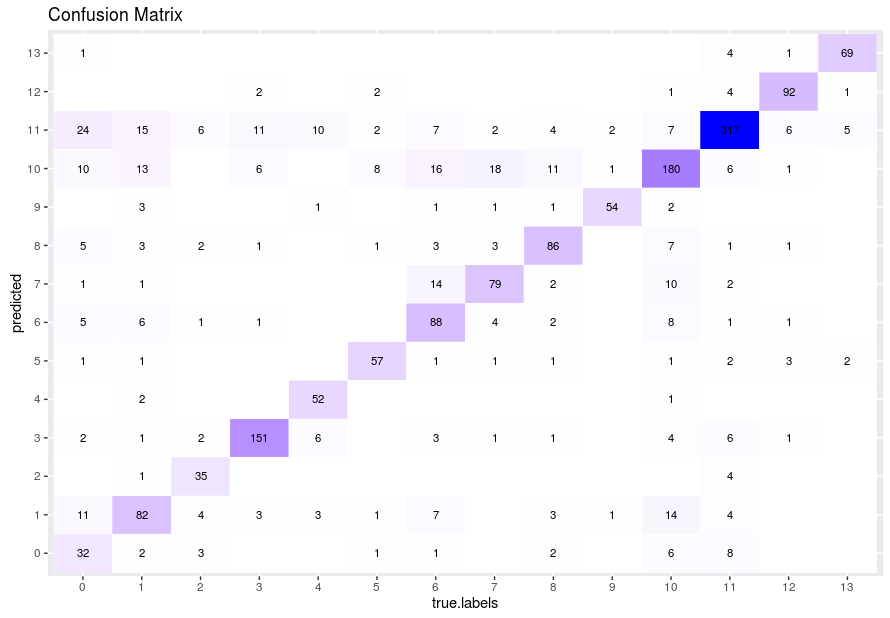 Confusion Matrix
13 1 4 1 69
12 2 2 1 4 92 1
11 24 15 6 11 10 2 7 2 4 2 7 317 6 5
10 10 13 6 8 16 18 11 1 180 6 1
9 3 1 1 1 1 54 2
8 5 3 2 1 1 3 3 86 7 1 1
7 1 1 14 79 2 10 2
6 5 6 1 1 88 4 2 8 1 1
5 1 1 57 1 1 1 1 2 3 2
4 2 52 1
3 2 1 2 151 6 3 1 1 4 6 1
2 1 35 4
1 11 82 4 3 3 1 7 3 1 14 4
0 32 2 3 1 1 2 6 8
0 1 2 3 4 5 6 7 8 9 10 11 12 13
true.labels
predicted